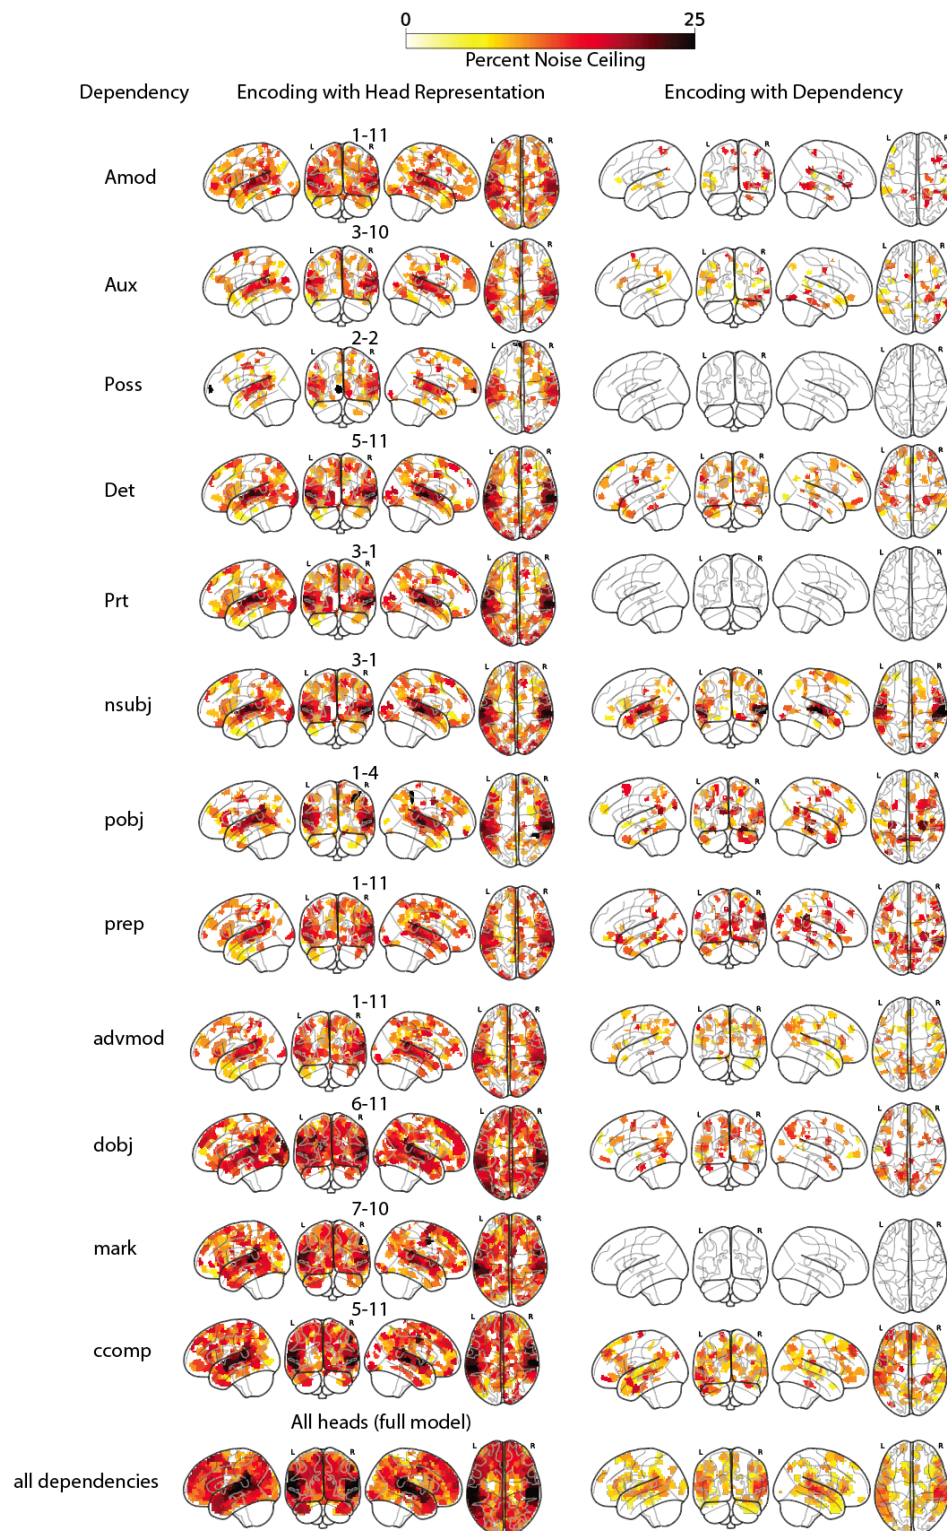 0 25
Percent Noise Ceiling
Dependency Encoding with Head Representation Encoding with Dependency
1-11
L R L R L R L R
Amod
3-10
L R L R L R L R
Aux
2-2
L R L R L R L R
Poss
5-11
L R L R L R L R
Det
3-1
L R L R L R L R
Prt
3-1
L R L R L R L R
nsubj
1-4
L R L R L R L R
pobj
1-11
L R L R L R L R
prep
1-11
L R L R L R L R
advmod
6-11
L R L R L R L R
dobj
7-10
L R L R L R L R
mark
5-11
L R L R L R L R
ccomp
All heads (full model)
L R L R L R L R
all dependencies